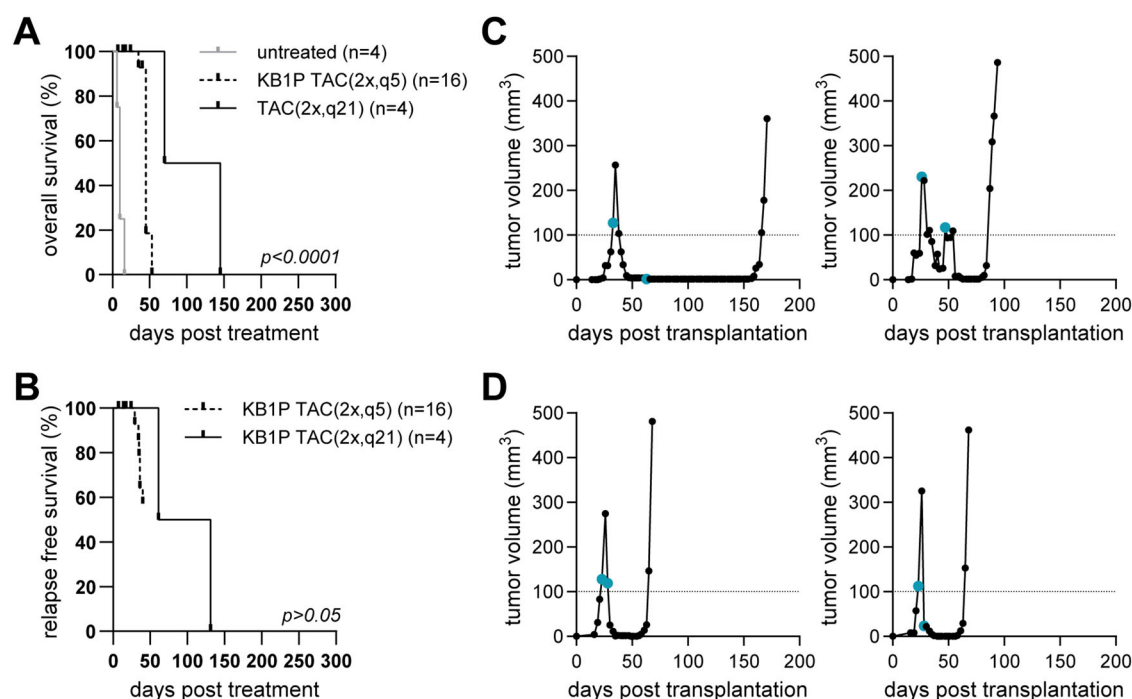 A
overall survival (%)
100
80
60
40
20
0
untreated (n=4)
KB1P TAC(2x,q5) (n=16)
TAC(2x,q21) (n=4)
p<0.0001
0 50 100 150 200 250 300
days post treatment
B
relapse free survival (%)
100
80
60
40
20
0
KB1P TAC(2x,q5) (n=16)
KB1P TAC(2x,q21) (n=4)
p>0.05
0 50 100 150 200 250 300
days post treatment
C
tumor volume (mm³)
500
400
300
200
100
0
0 50 100 150 200
days post transplantation
tumor volume (mm³)
500
400
300
200
100
0
0 50 100 150 200
days post transplantation
D
tumor volume (mm³)
500
400
300
200
100
0
0 50 100 150 200
days post transplantation
tumor volume (mm³)
500
400
300
200
100
0
0 50 100 150 200
days post transplantation